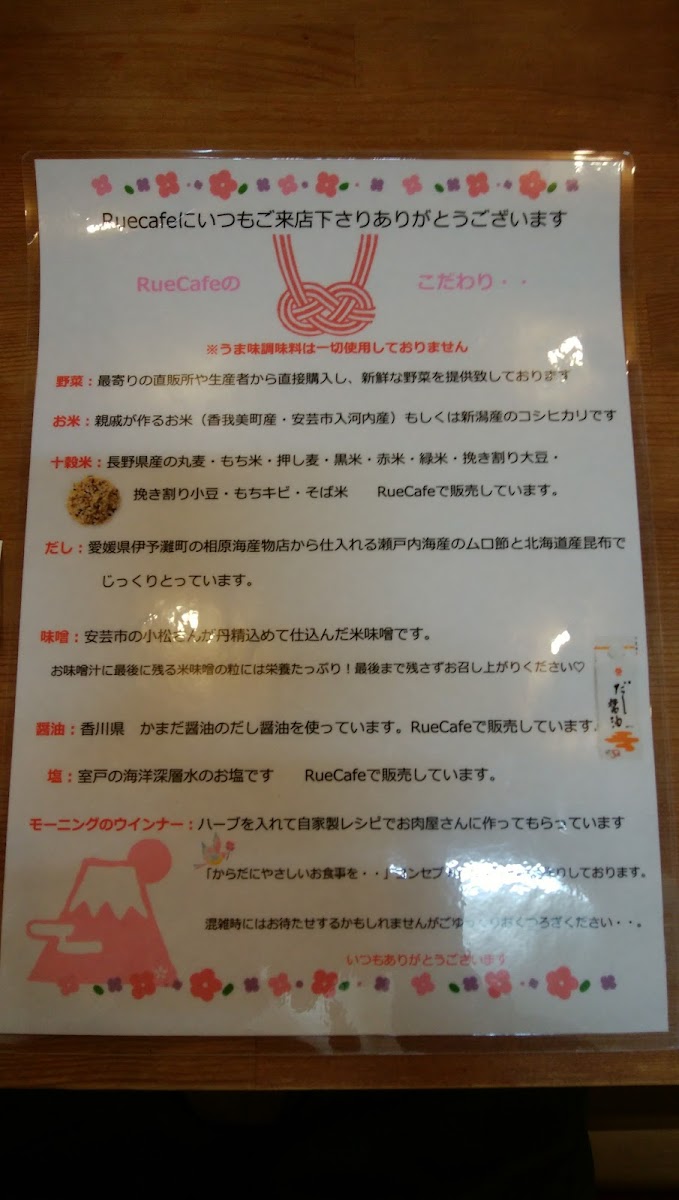 Ruecafeにいつもご来店下さりありがとうございます
RueCafeの こだわり・・
※うま味調味料は一切使用しておりません
野菜：最寄りの直販所や生産者から直接購入し、新鮮な野菜を提供致しております
お米：親戚が作るお米（香我美町産・安芸市入河内産）もしくは新潟産のコシヒカリです
十穀米：長野県産の丸麦・もち米・押し麦・黒米・赤米・緑米・挽き割り大豆・
挽き割り小豆・もちキビ・そば米 RueCafeで販売しています。
だし：愛媛県伊予灘町の相原海産物店から仕入れる瀬戸内海産のムロ節と北海道産昆布で
じっくりとっています。
味噌：安芸市の小松さんが丹精込めて仕込んだ米味噌です。
お味噌汁に最後に残る米味噌の粒には栄養たっぷり！最後まで残さずお召し上がりください♡
醤油：香川県 かまだ醤油のだし醤油を使っています。RueCafeで販売しています。
だし醤油
塩：室戸の海洋深層水のお塩です RueCafeで販売しています。
モーニングのウインナー：ハーブを入れて自家製レシピでお肉屋さんに作ってもらっています
「からだにやさしいお食事を・・」コンセプ りしております。
混雑時にはお待たせするかもしれませんがごゆっくりおくつろぎください・・。
いつもありがとうございます